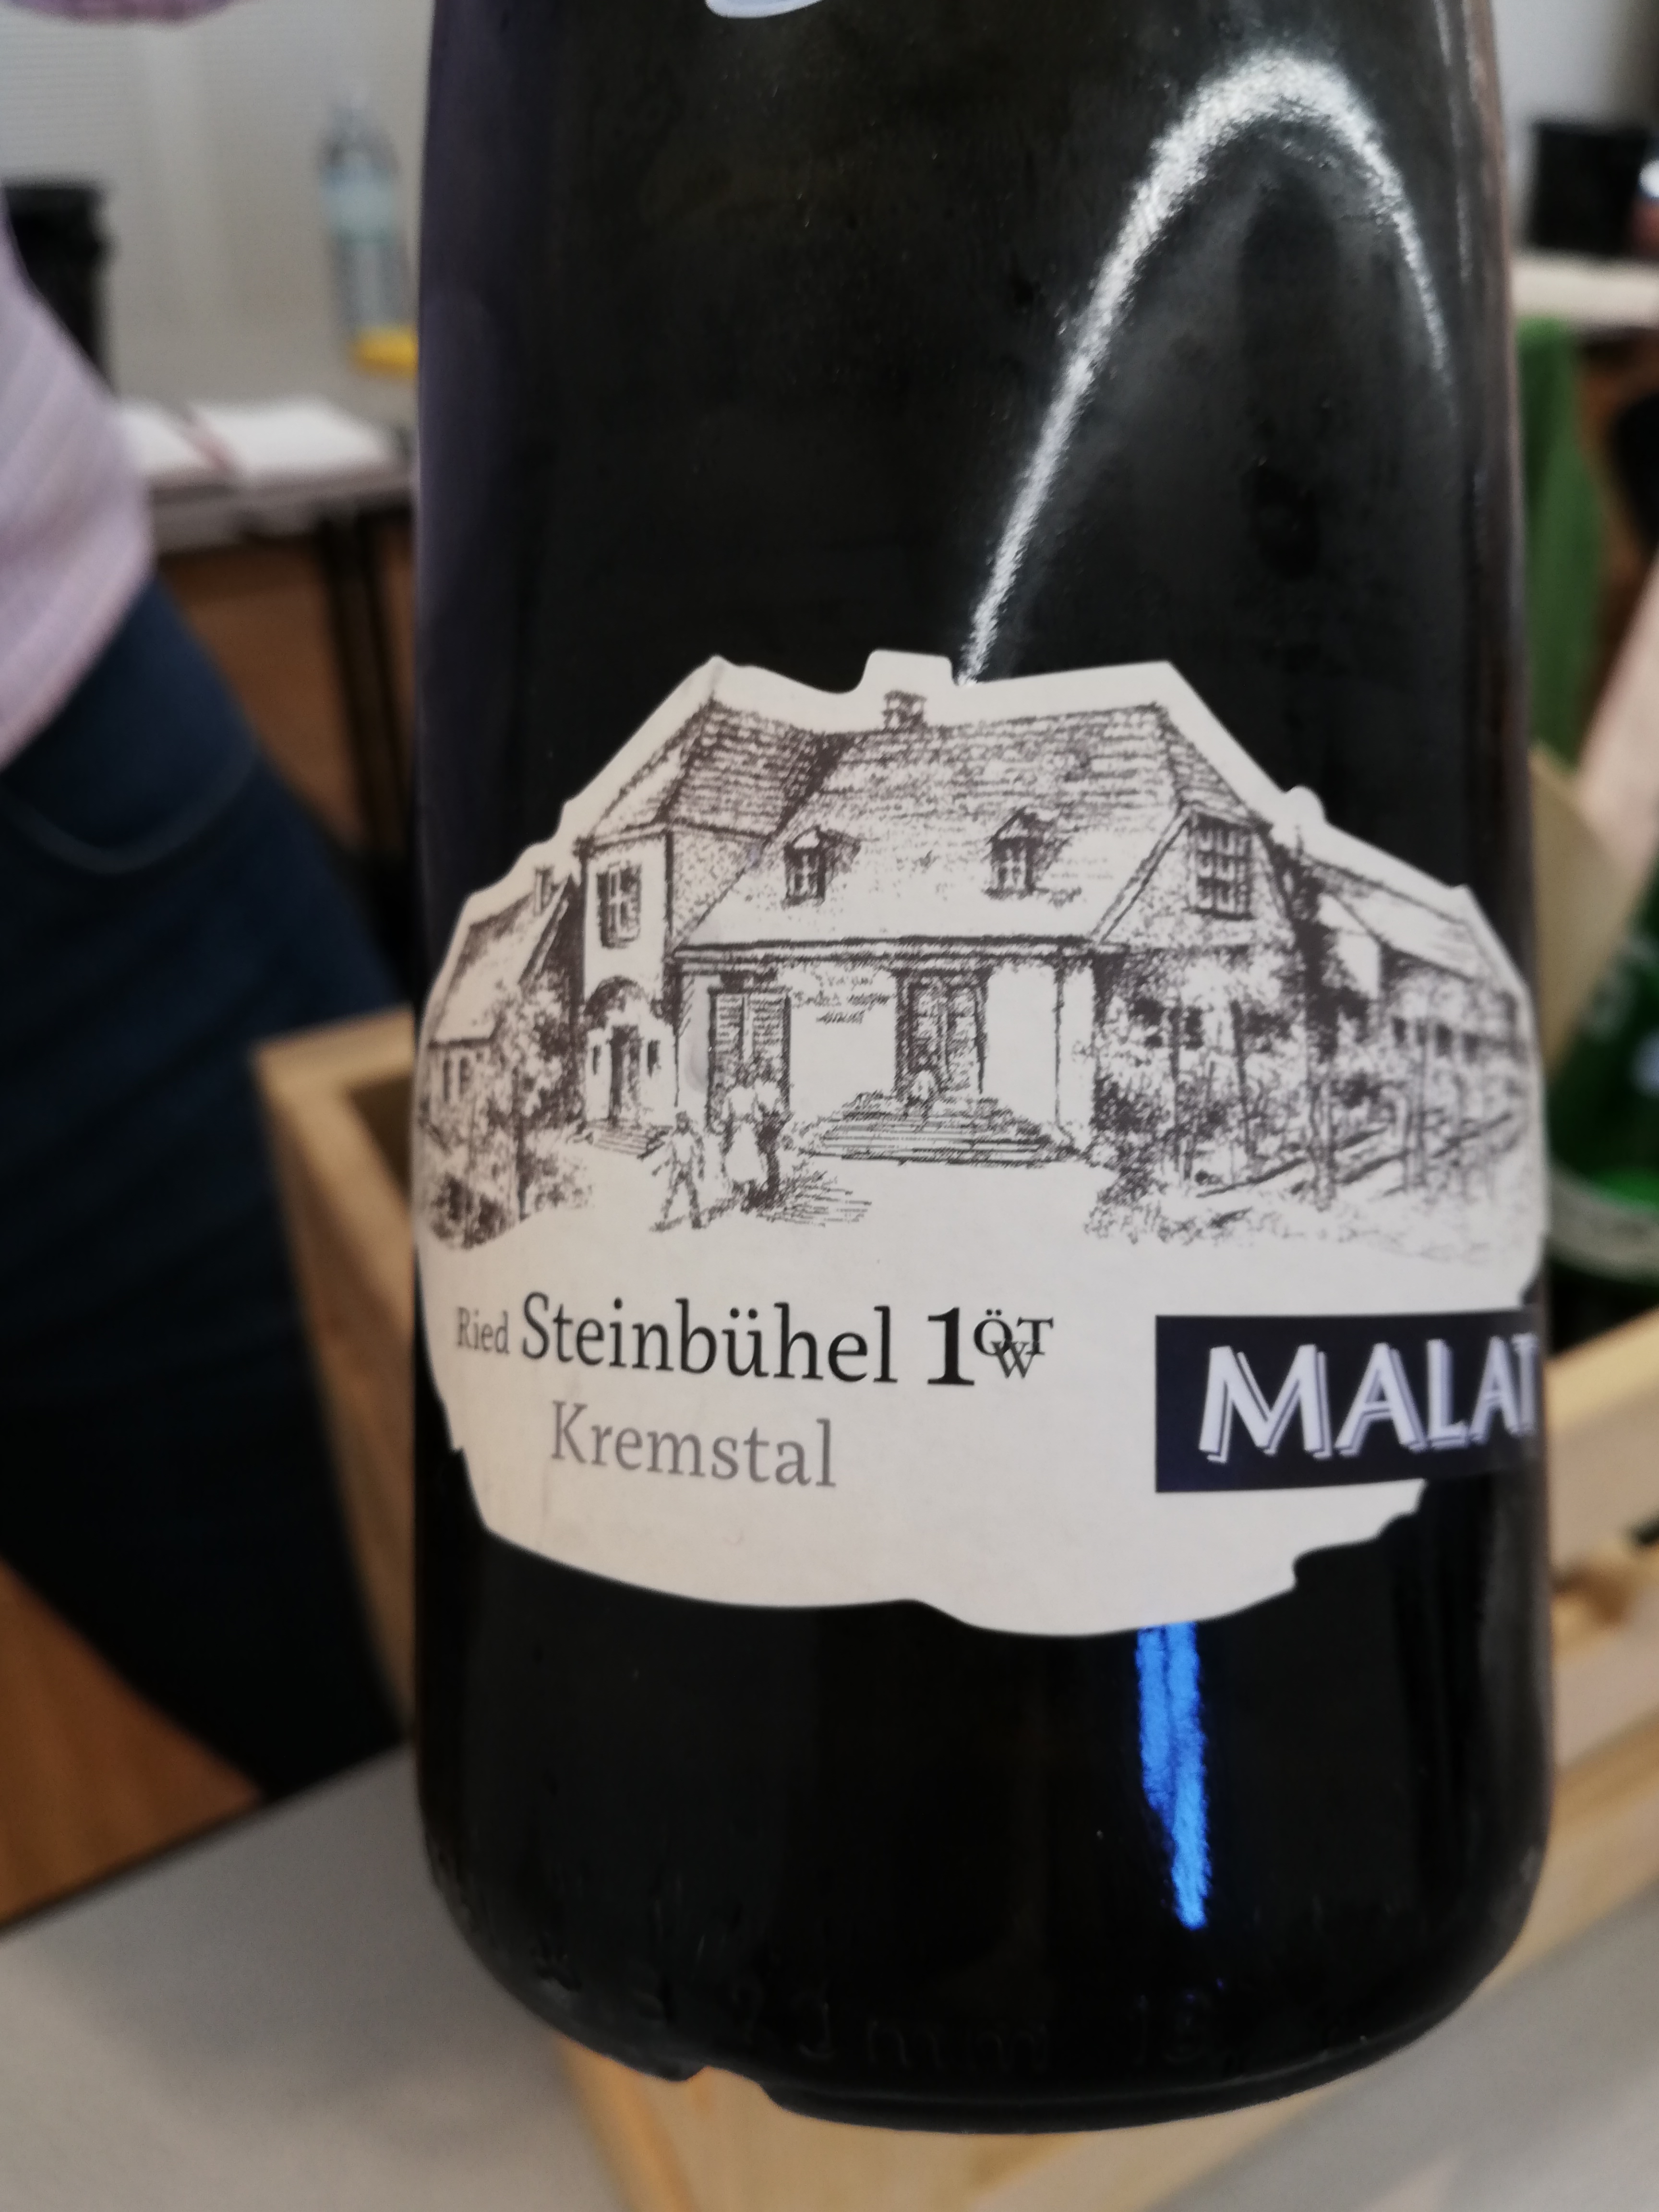 Ried Steinbühel 1ÖTW
Kremstal
MALAT